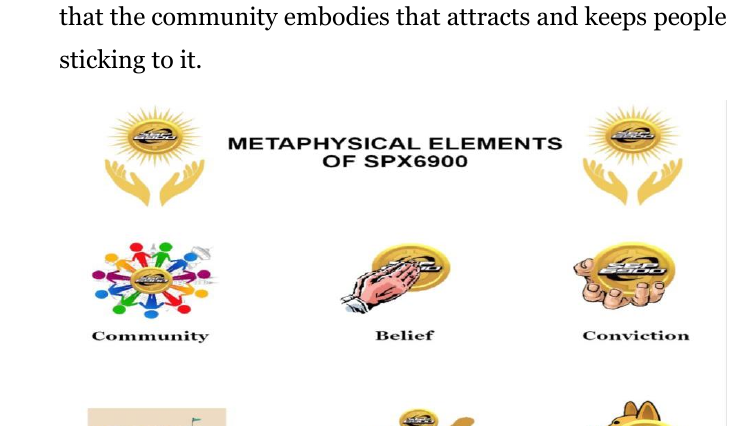 that the community embodies that attracts and keeps people
sticking to it.
METAPHYSICAL ELEMENTS
OF SPX6900
Community
Belief
Conviction